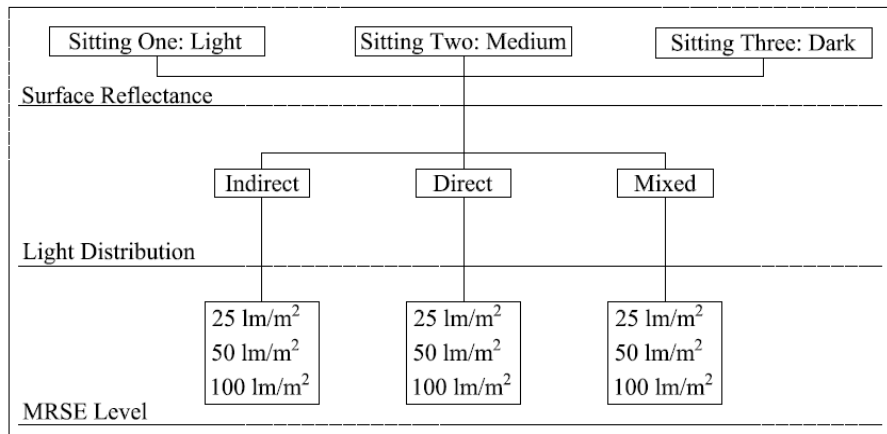 Sitting One: Light
Sitting Two: Medium
Sitting Three: Dark
Surface Reflectance
Indirect
Direct
Mixed
Light Distribution
25 lm/m²
50 lm/m²
100 lm/m²
25 lm/m²
50 lm/m²
100 lm/m²
25 lm/m²
50 lm/m²
100 lm/m²
MRSE Level